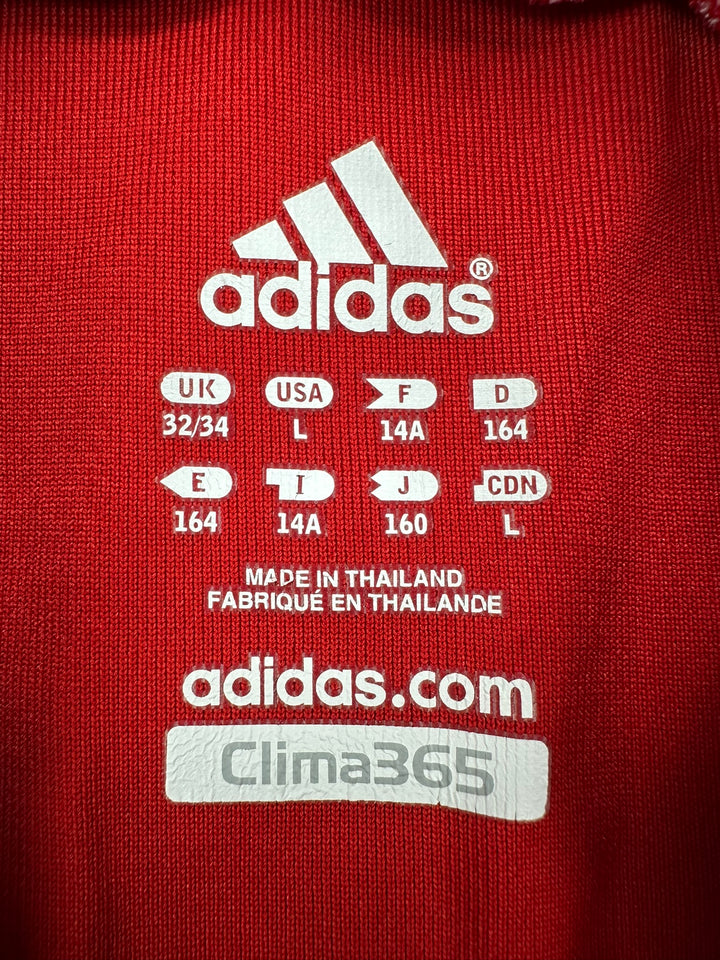 adidas®
UK USA F D
32/34 L 14A 164
E I J CDN
164 14A 160 L
MADE IN THAILAND
FABRIQUÉ EN THAILANDE
adidas.com
Clima365